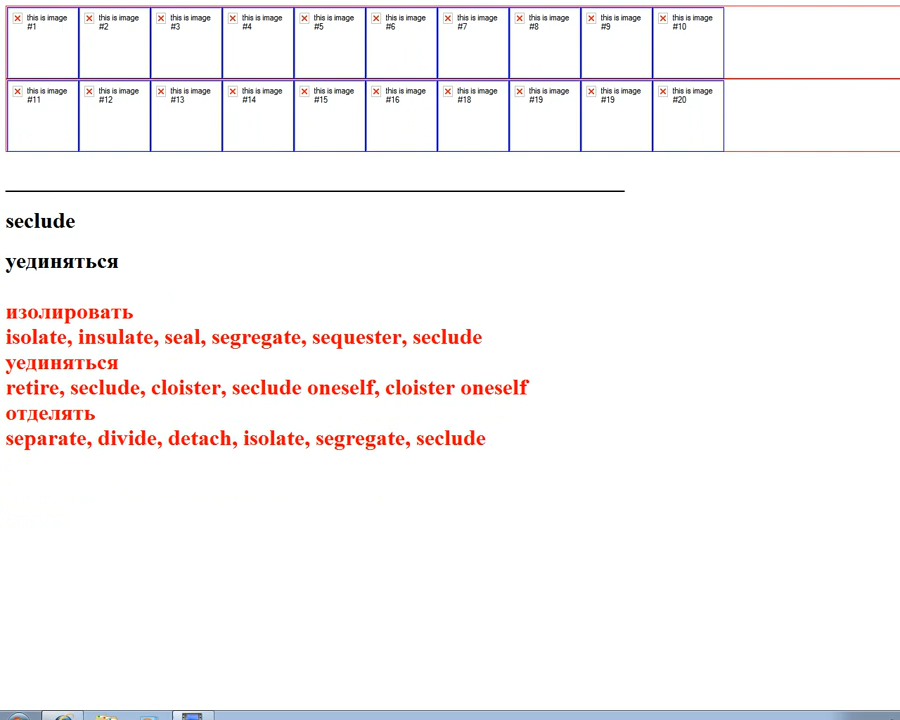 this is image #1 this is image #2 this is image #3 this is image #4 this is image #5 this is image #6 this is image #7 this is image #8 this is image #9 this is image #10
this is image #11 this is image #12 this is image #13 this is image #14 this is image #15 this is image #16 this is image #18 this is image #19 this is image #19 this is image #20
seclude
уединяться
изолировать
isolate, insulate, seal, segregate, sequester, seclude
уединяться
retire, seclude, cloister, seclude oneself, cloister oneself
отделять
separate, divide, detach, isolate, segregate, seclude